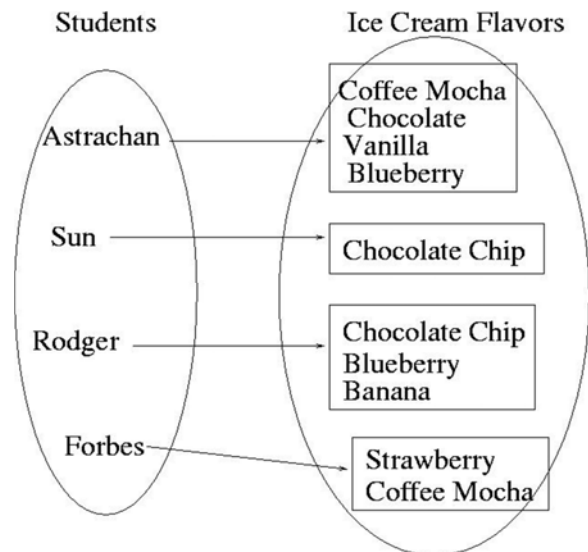 Students
Ice Cream Flavors
Astrachan
Coffee Mocha
Chocolate
Vanilla
Blueberry
Sun
Chocolate Chip
Rodger
Chocolate Chip
Blueberry
Banana
Forbes
Strawberry
Coffee Mocha